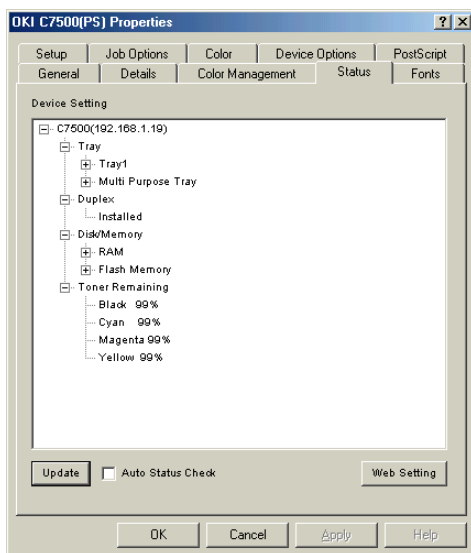 OKI C7500(PS) Properties
Setup Job Options Color Device Options PostScript
General Details Color Management Status Fonts
Device Setting
C7500(192.168.1.19)
Tray
Tray1
Multi Purpose Tray
Duplex
Installed
Disk/Memory
RAM
Flash Memory
Toner Remaining
Black 99%
Cyan 99%
Magenta 99%
Yellow 99%
Update Auto Status Check Web Setting
OK Cancel Apply Help